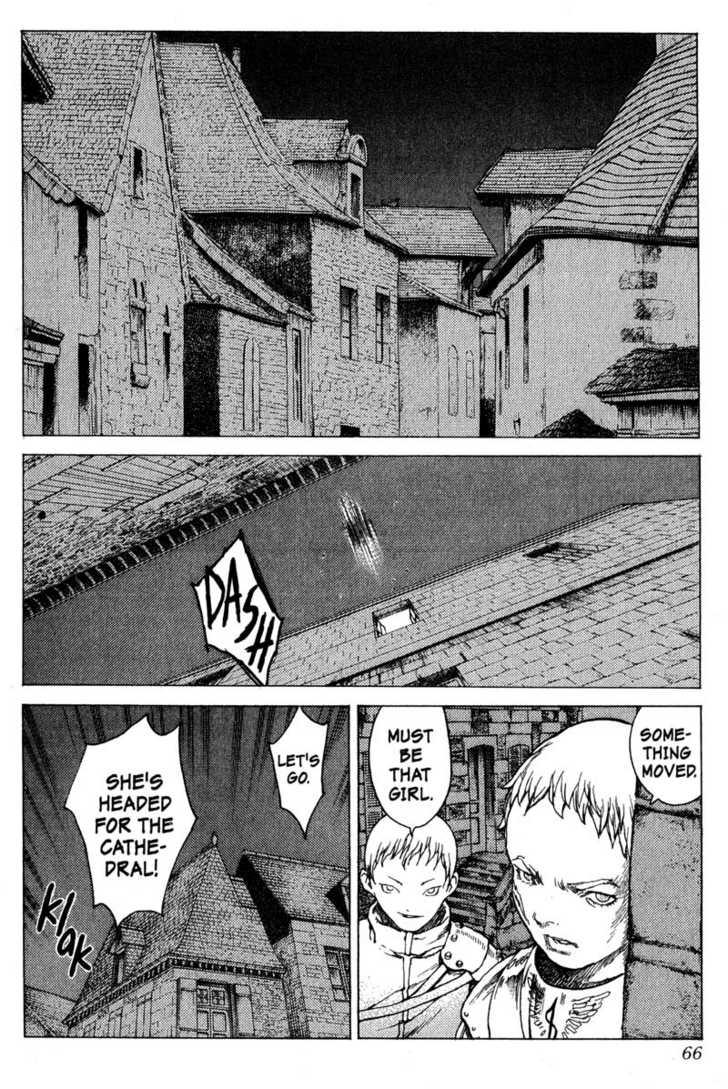 DASH
SOME-
THING
MOVED.
MUST
BE
THAT
GIRL.
LET'S
GO.
SHE'S
HEADED
FOR THE
CATHE-
DRAL!
klak
66